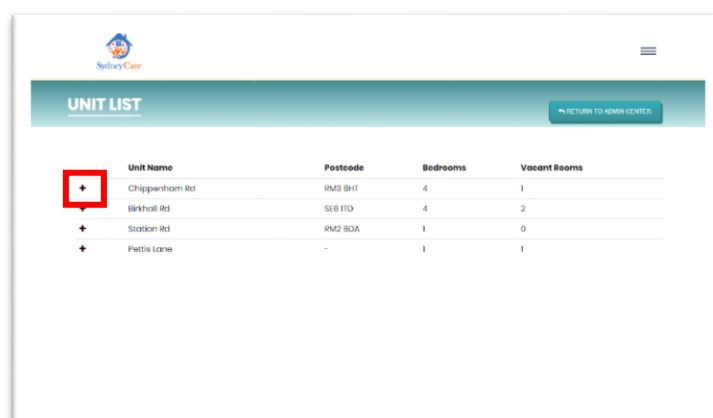 SydneyCare
UNIT LIST
RETURN TO ADMIN CENTER
Unit Name Postcode Bedrooms Vacant Rooms
+ Chippenham Rd RM3 8HT 4 1
+ Birkhall Rd SE6 1TD 4 2
+ Station Rd RM2 6DA 1 0
+ Pettis Lane - 1 1